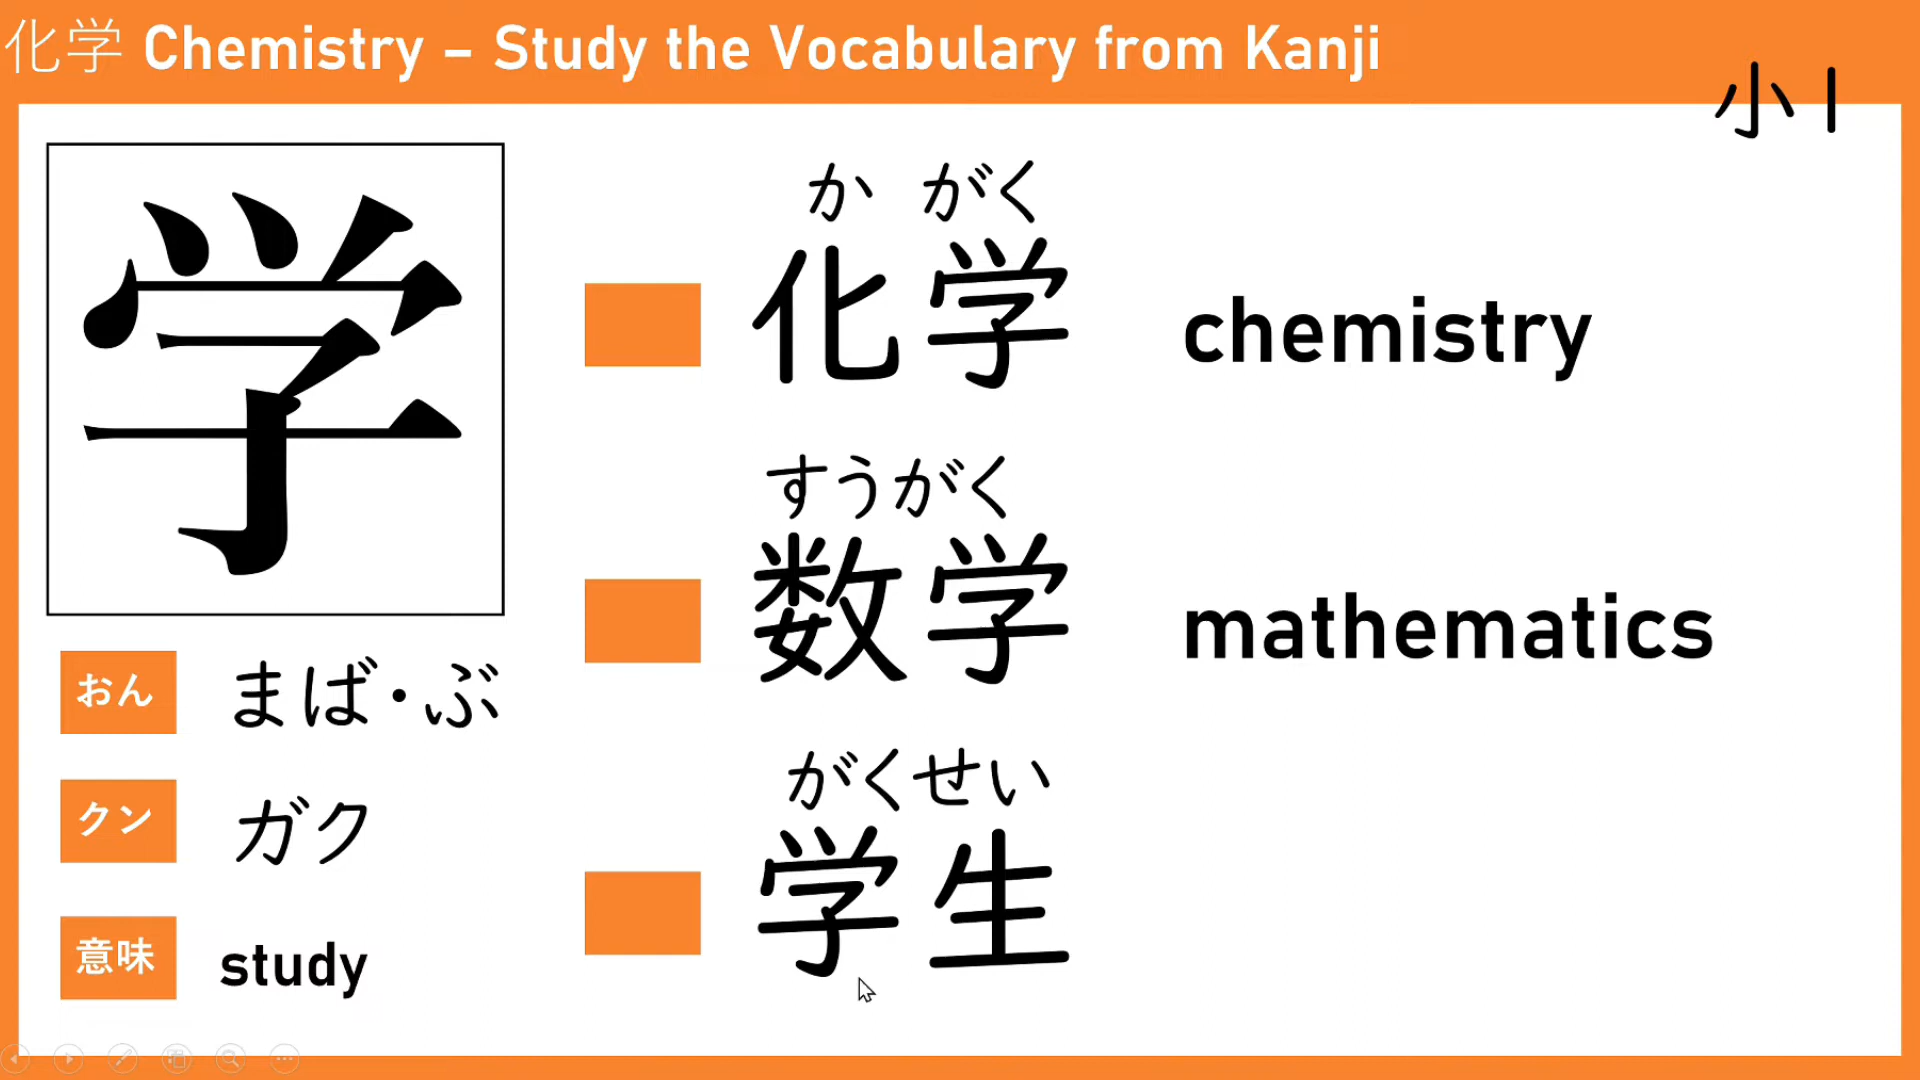 化学 Chemistry – Study the Vocabulary from Kanji
小1
学
おん まば・ぶ
クン ガク
意味 study
か がく
化学 chemistry
すうがく
数学 mathematics
がくせい
学生